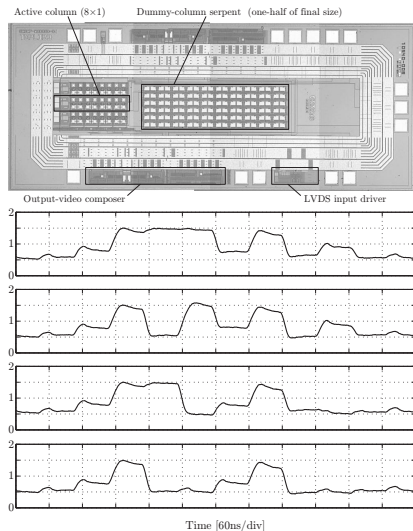 Active column (8×1)
Dummy-column serpent (one-half of final size)
Output-video composer
LVDS input driver
2
1
0
2
1
0
2
1
0
2
1
0
Time [60ns/div]